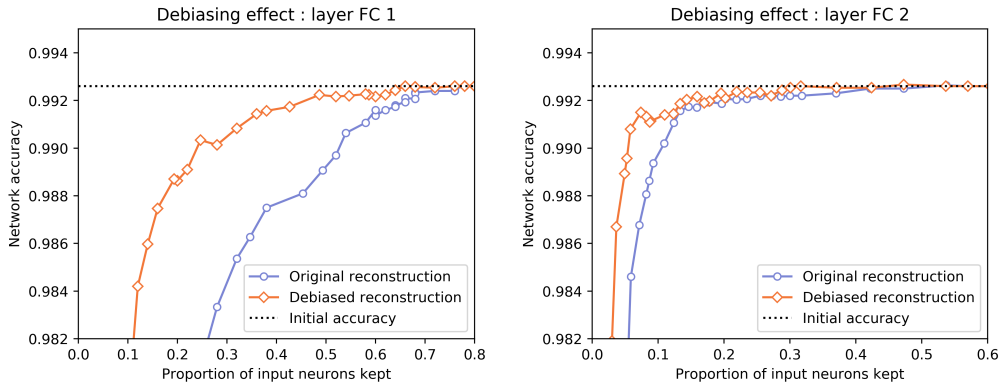 Debiasing effect : layer FC 1
Network accuracy
0.994
0.992
0.990
0.988
0.986
0.984
0.982
Original reconstruction
Debiased reconstruction
Initial accuracy
0.0 0.1 0.2 0.3 0.4 0.5 0.6 0.7 0.8
Proportion of input neurons kept
Debiasing effect : layer FC 2
Network accuracy
0.994
0.992
0.990
0.988
0.986
0.984
0.982
Original reconstruction
Debiased reconstruction
Initial accuracy
0.0 0.1 0.2 0.3 0.4 0.5 0.6
Proportion of input neurons kept